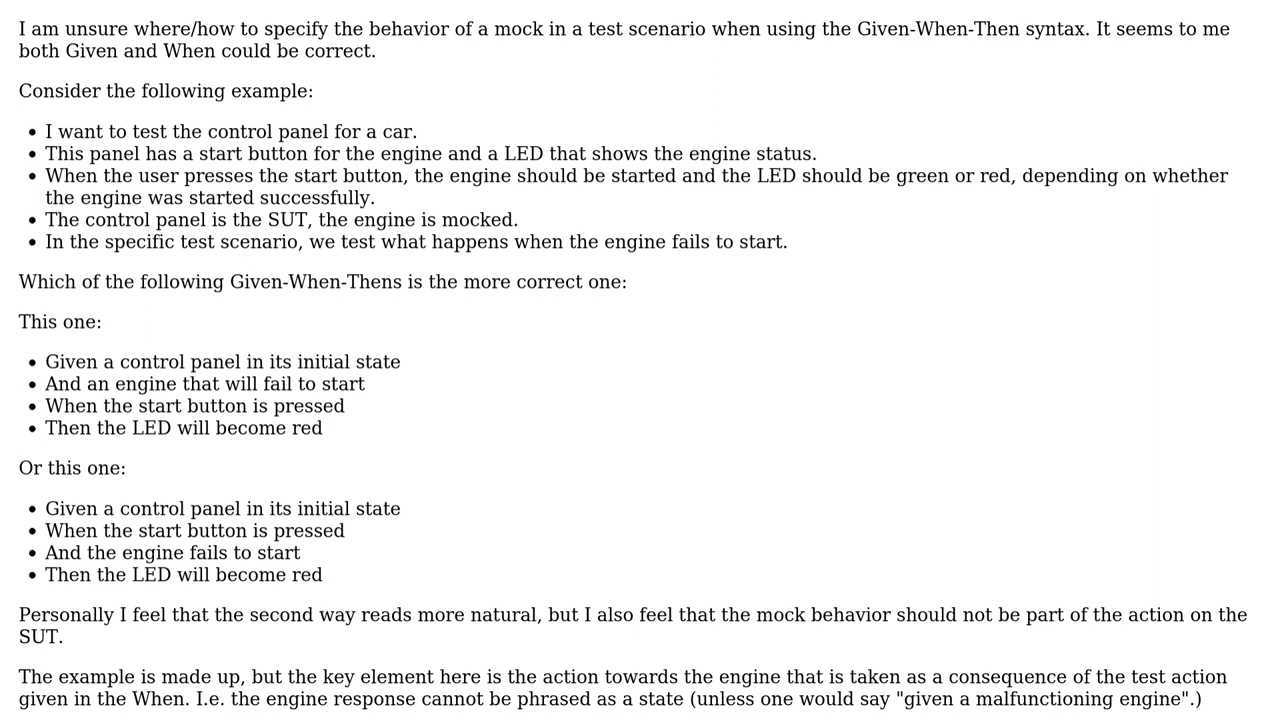 I am unsure where/how to specify the behavior of a mock in a test scenario when using the Given-When-Then syntax. It seems to me
both Given and When could be correct.
Consider the following example:
• I want to test the control panel for a car.
• This panel has a start button for the engine and a LED that shows the engine status.
• When the user presses the start button, the engine should be started and the LED should be green or red, depending on whether
the engine was started successfully.
• The control panel is the SUT, the engine is mocked.
• In the specific test scenario, we test what happens when the engine fails to start.
Which of the following Given-When-Thens is the more correct one:
This one:
• Given a control panel in its initial state
• And an engine that will fail to start
• When the start button is pressed
• Then the LED will become red
Or this one:
• Given a control panel in its initial state
• When the start button is pressed
• And the engine fails to start
• Then the LED will become red
Personally I feel that the second way reads more natural, but I also feel that the mock behavior should not be part of the action on the
SUT.
The example is made up, but the key element here is the action towards the engine that is taken as a consequence of the test action
given in the When. I.e. the engine response cannot be phrased as a state (unless one would say "given a malfunctioning engine".)